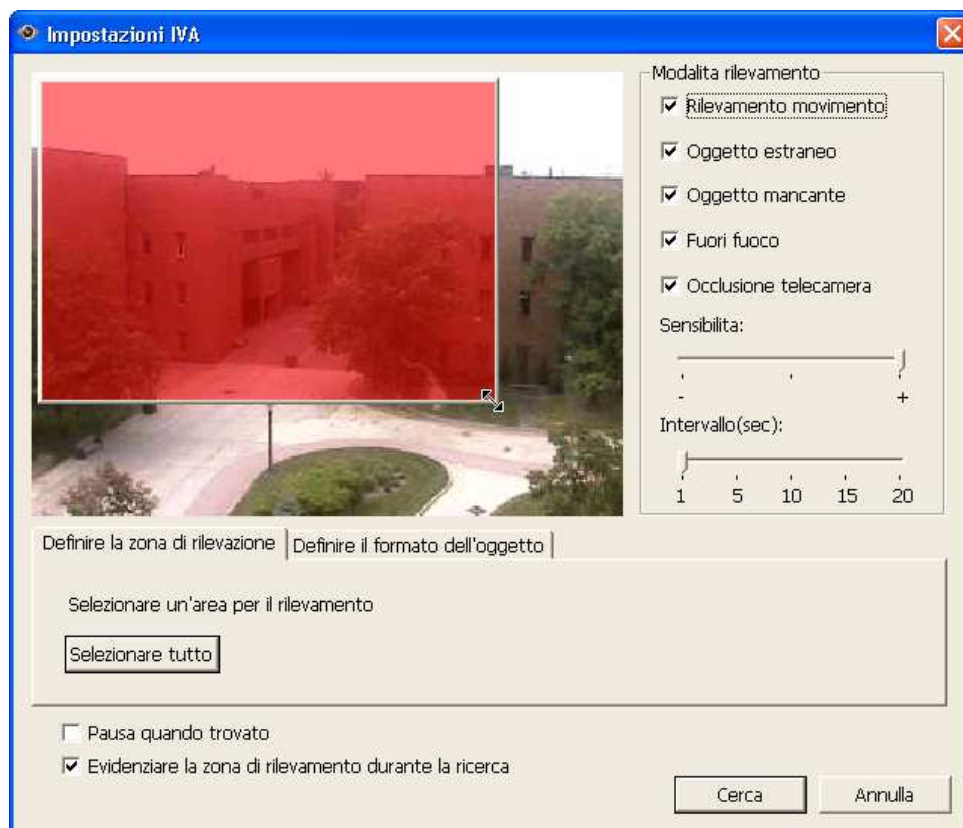 Impostazioni IVA
Modalita rilevamento
Rilevamento movimento
Oggetto estraneo
Oggetto mancante
Fuori fuoco
Occlusione telecamera
Sensibilita:
- +
Intervallo(sec):
1 5 10 15 20
Definire la zona di rilevazione
Definire il formato dell'oggetto
Selezionare un'area per il rilevamento
Selezionare tutto
Pausa quando trovato
Evidenziare la zona di rilevamento durante la ricerca
Cerca
Annulla